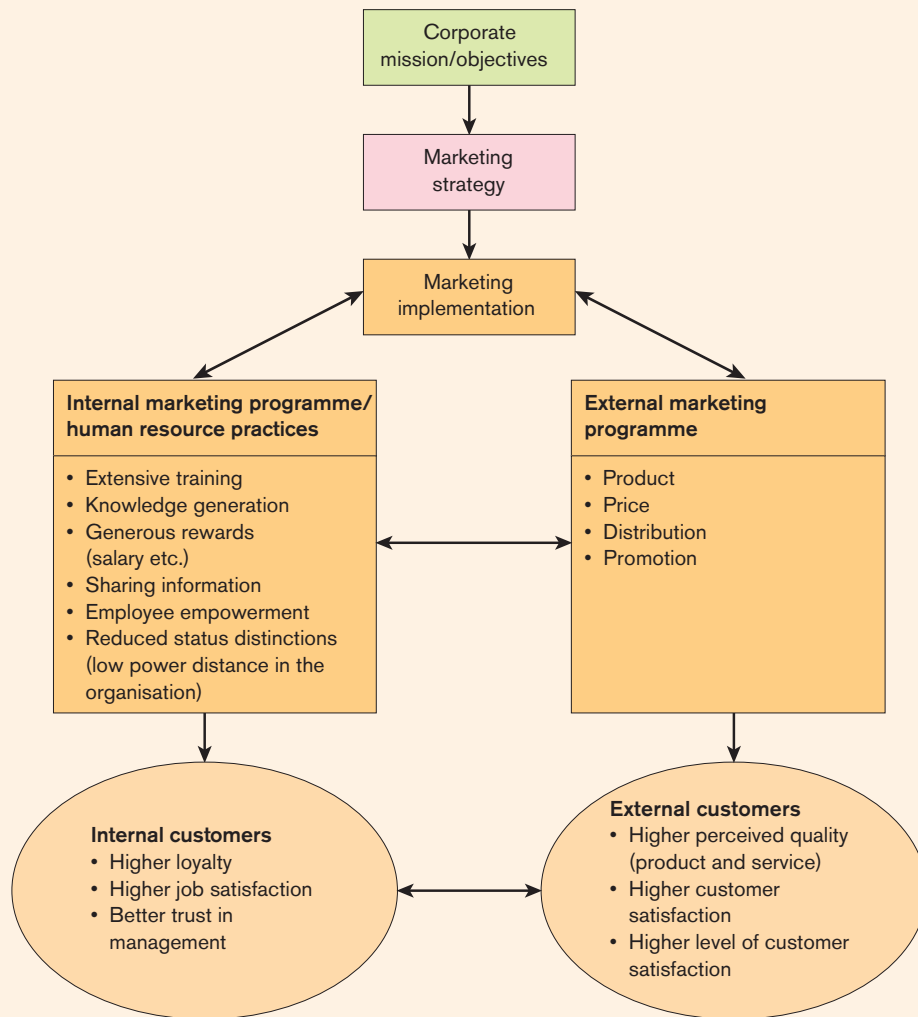 Corporate
mission/objectives
Marketing
strategy
Marketing
implementation
Internal marketing programme/
human resource practices
• Extensive training
• Knowledge generation
• Generous rewards
(salary etc.)
• Sharing information
• Employee empowerment
• Reduced status distinctions
(low power distance in the
organisation)
External marketing
programme
• Product
• Price
• Distribution
• Promotion
Internal customers
• Higher loyalty
• Higher job satisfaction
• Better trust in
management
External customers
• Higher perceived quality
(product and service)
• Higher customer
satisfaction
• Higher level of customer
satisfaction